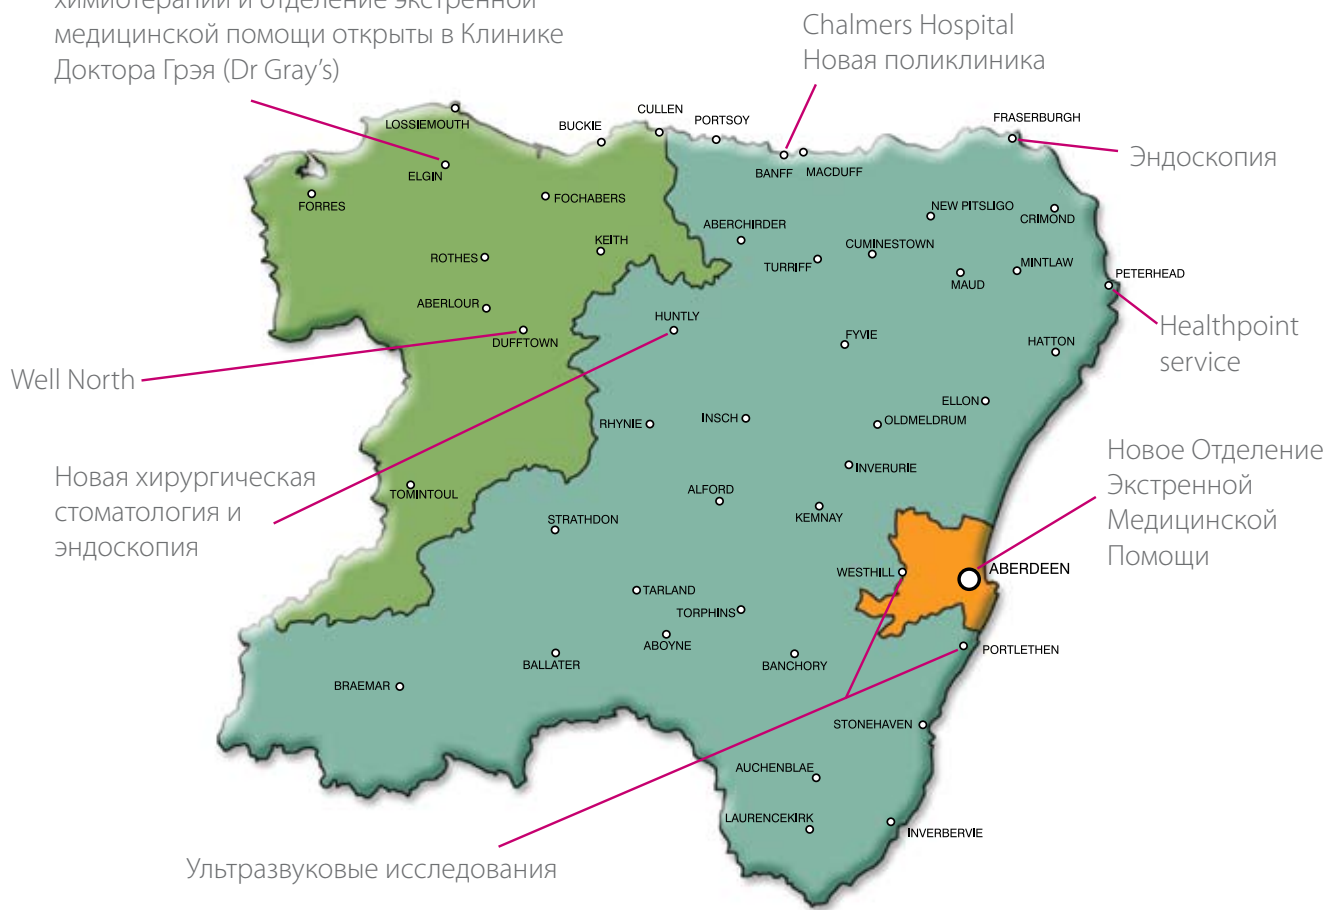 химиотерапии и отделение экстренной
медицинской помощи открыты в Клинике
Доктора Грэя (Dr Gray’s)
Chalmers Hospital
Новая поликлиника
CULLEN
LOSSIEMOUTH
BUCKIE
PORTSOY
FRASERBURGH
Эндоскопия
ELGIN
BANFF
MACDUFF
FORRES
FOCHABERS
NEW PITSLIGO
CRIMOND
ABERCHIRDER
KEITH
CUMINESTOWN
ROTHES
TURRIFF
MINTLAW
MAUD
PETERHEAD
ABERLOUR
HUNTLY
Healthpoint
service
DUFFTOWN
FYVIE
HATTON
Well North
ELLON
RHYNIE
INSCH
OLDMELDRUM
Новое Отделение
Экстренной
Медицинской
Помощи
INVERURIE
Новая хирургическая
стоматология и
эндоскопия
TOMINTOUL
ALFORD
KEMNAY
STRATHDON
WESTHILL
ABERDEEN
TARLAND
TORPHINS
ABOYNE
PORTLETHEN
BALLATER
BANCHORY
BRAEMAR
STONEHAVEN
AUCHENBLAE
LAURENCEKIRK
INVERBERVIE
Ультразвуковые исследования